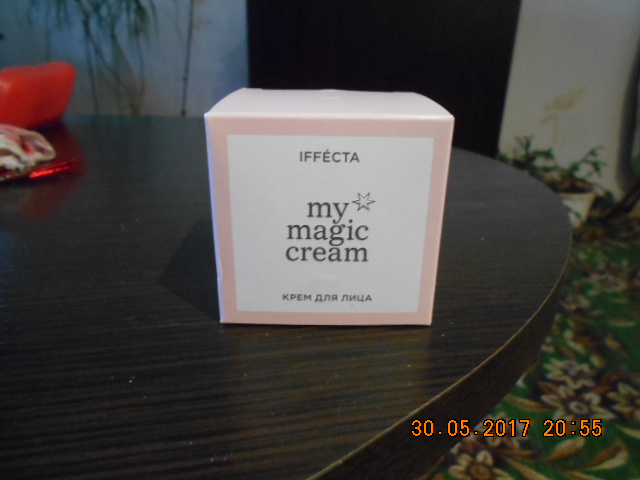 IFFÉCTA
my
magic
cream
КРЕМ ДЛЯ ЛИЦА
30.05.2017 20:55